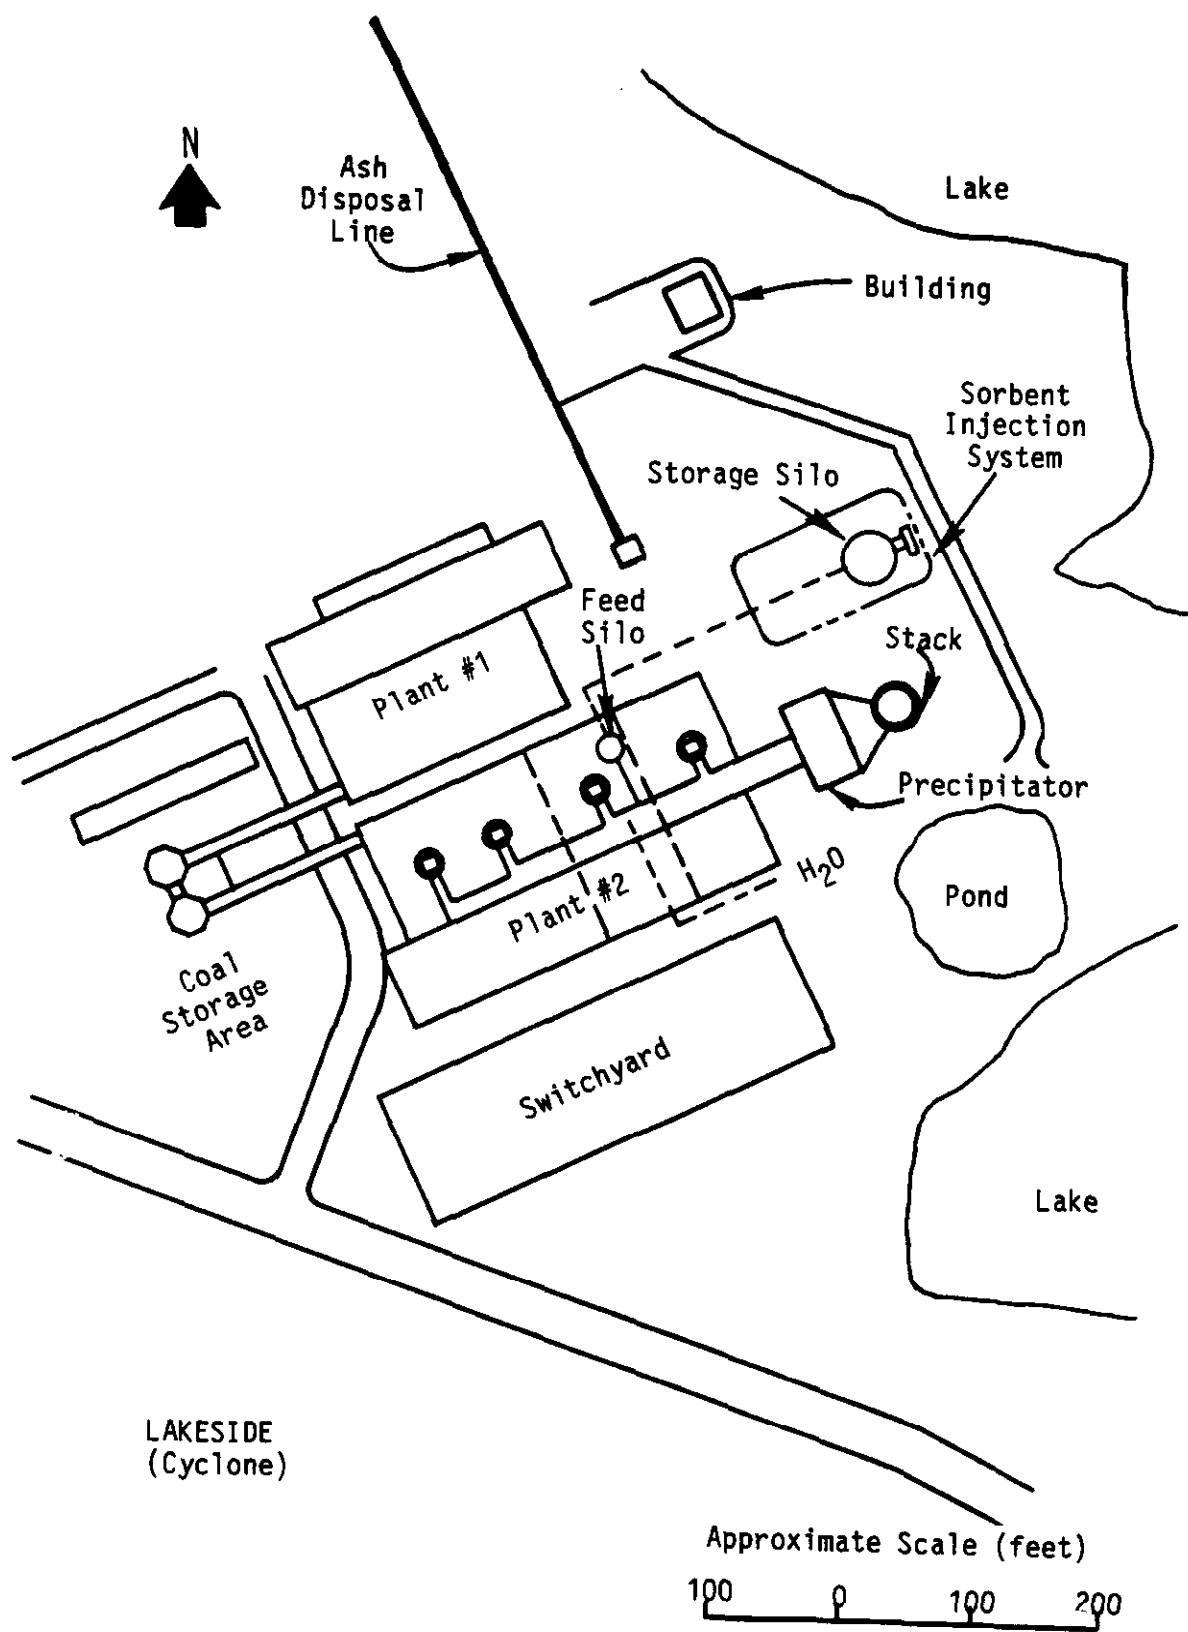 N
Ash
Disposal
Line
Lake
Building
Sorbent
Injection
System
Storage Silo
Feed
Silo
Stack
Plant #1
Precipitator
H2O
Plant #2
Pond
Coal
Storage
Area
Switchyard
Lake
LAKESIDE
(Cyclone)
Approximate Scale (feet)
100 0 100 200